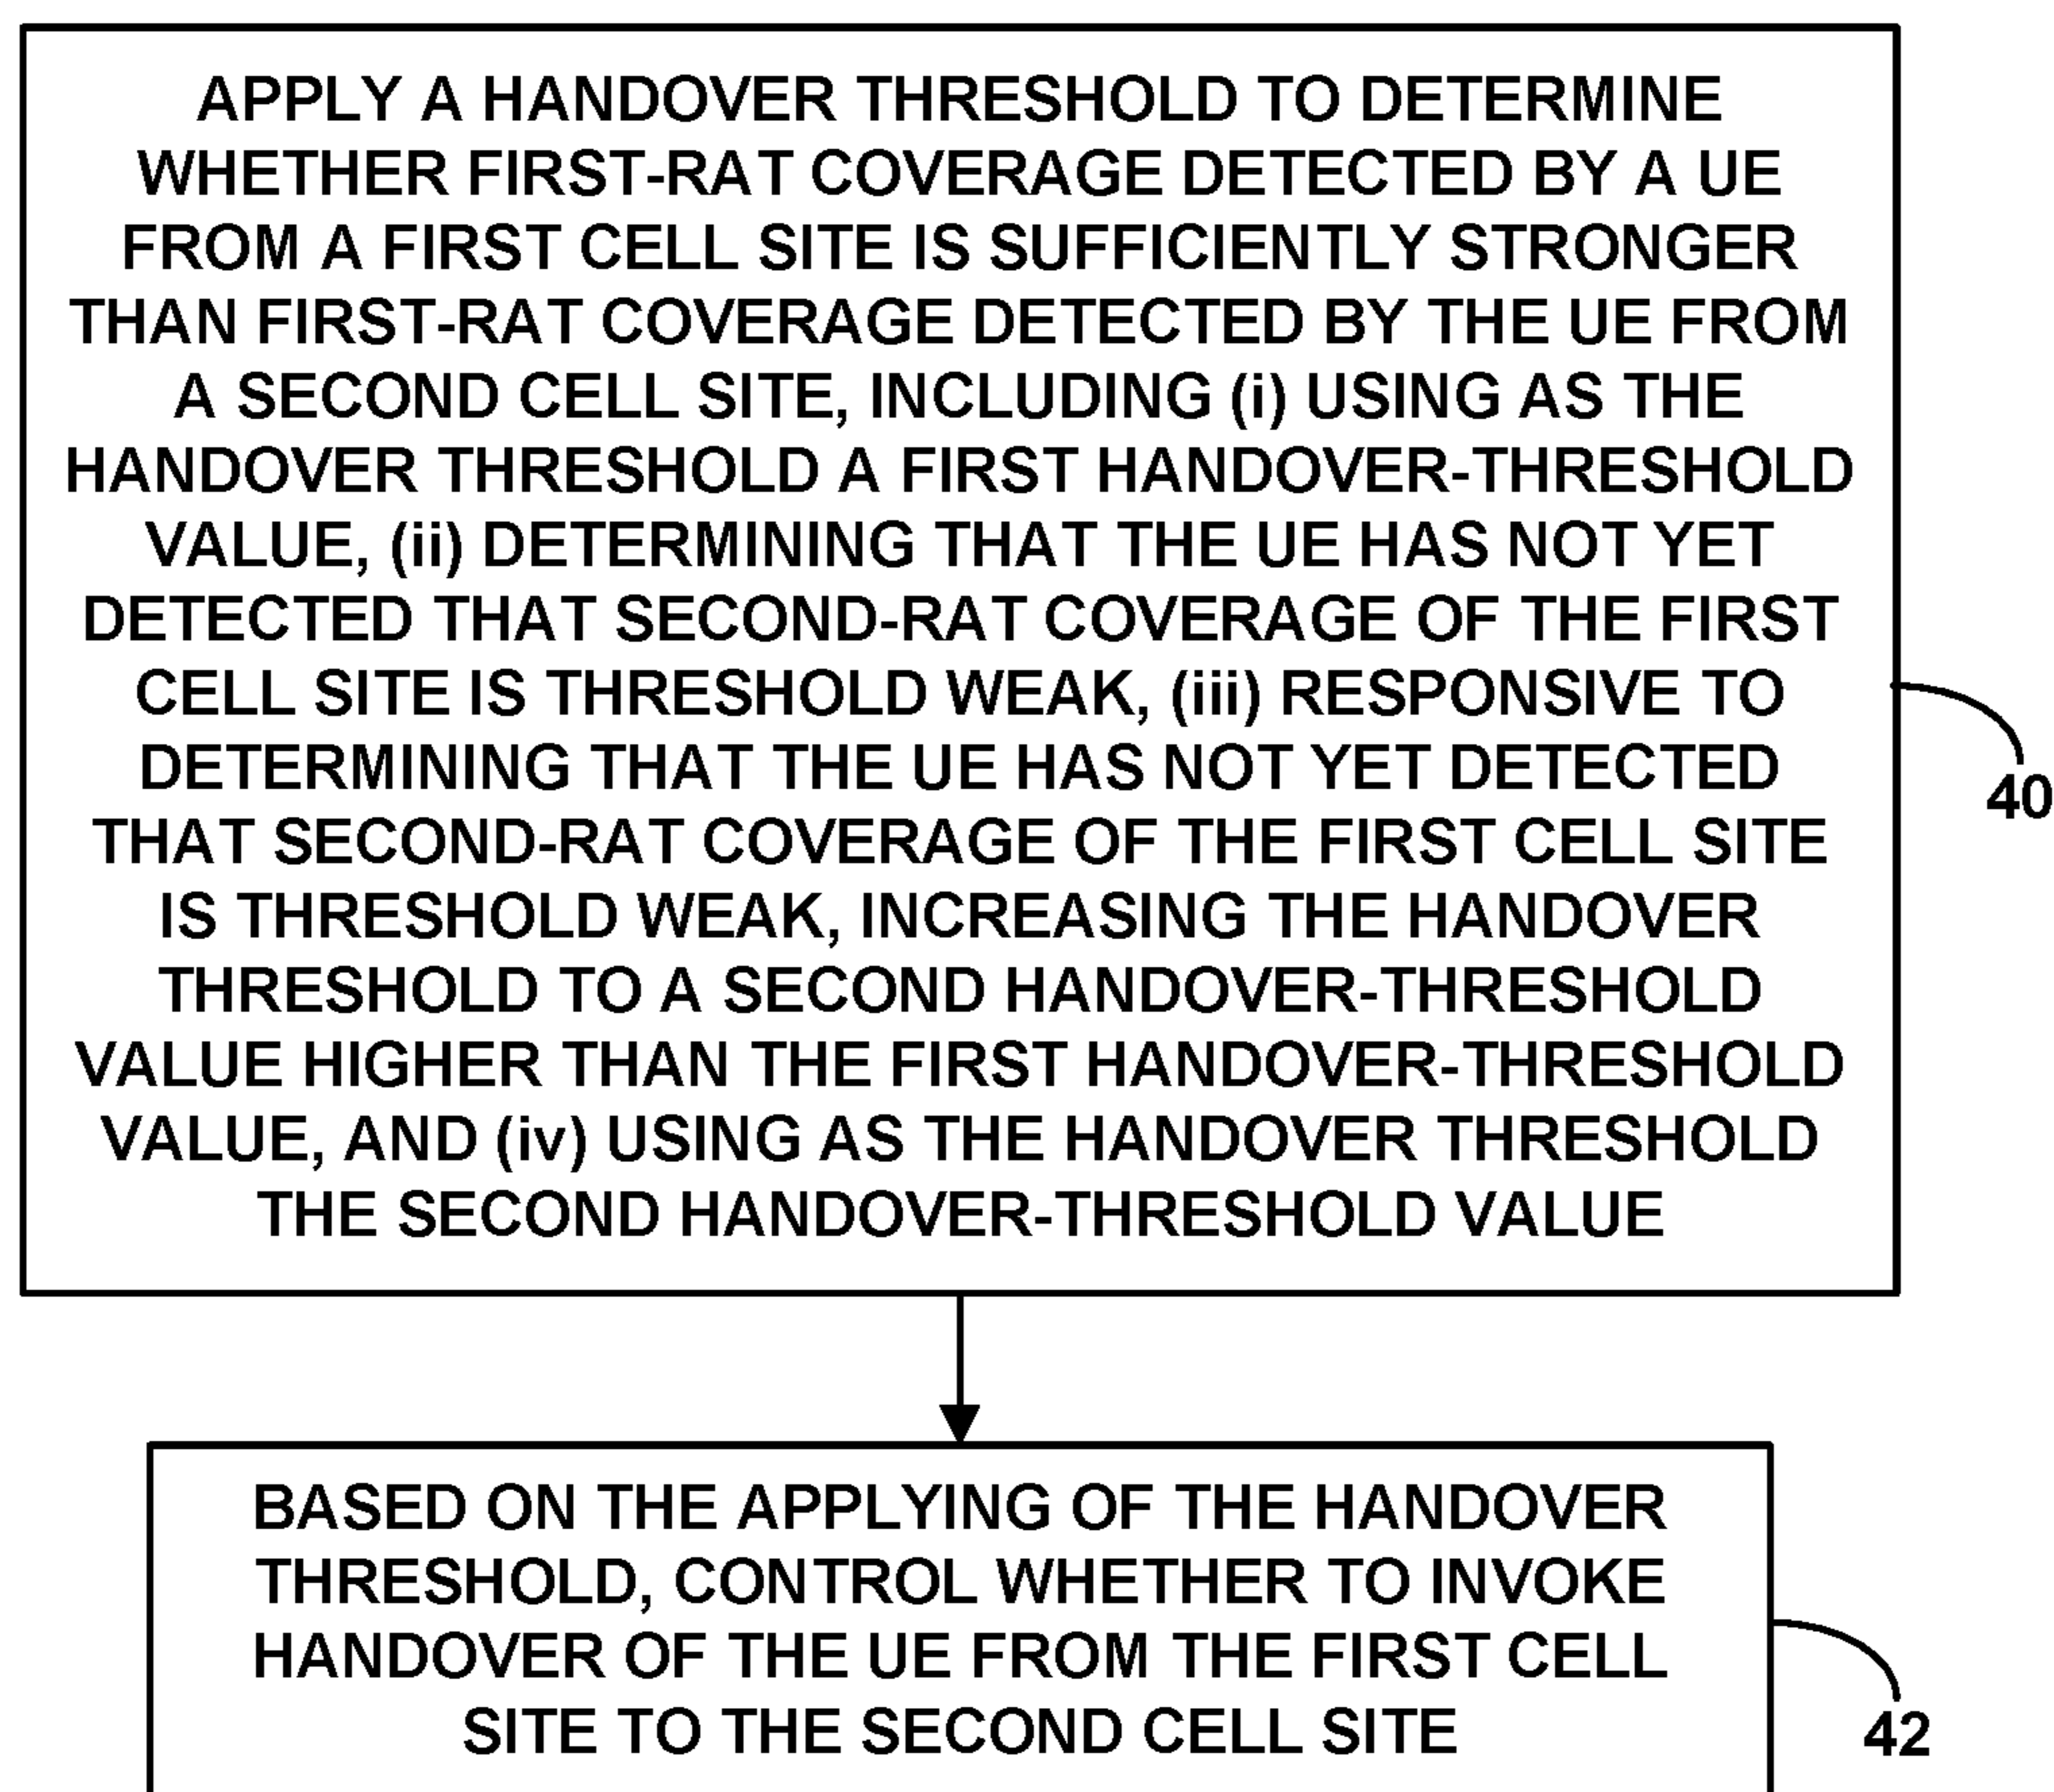 APPLY A HANDOVER THRESHOLD TO DETERMINE
WHETHER FIRST-RAT COVERAGE DETECTED BY A UE
FROM A FIRST CELL SITE IS SUFFICIENTLY STRONGER
THAN FIRST-RAT COVERAGE DETECTED BY THE UE FROM
A SECOND CELL SITE, INCLUDING (i) USING AS THE
HANDOVER THRESHOLD A FIRST HANDOVER-THRESHOLD
VALUE, (ii) DETERMINING THAT THE UE HAS NOT YET
DETECTED THAT SECOND-RAT COVERAGE OF THE FIRST
CELL SITE IS THRESHOLD WEAK, (iii) RESPONSIVE TO
DETERMINING THAT THE UE HAS NOT YET DETECTED
THAT SECOND-RAT COVERAGE OF THE FIRST CELL SITE
IS THRESHOLD WEAK, INCREASING THE HANDOVER
THRESHOLD TO A SECOND HANDOVER-THRESHOLD
VALUE HIGHER THAN THE FIRST HANDOVER-THRESHOLD
VALUE, AND (iv) USING AS THE HANDOVER THRESHOLD
THE SECOND HANDOVER-THRESHOLD VALUE
40
BASED ON THE APPLYING OF THE HANDOVER
THRESHOLD, CONTROL WHETHER TO INVOKE
HANDOVER OF THE UE FROM THE FIRST CELL
SITE TO THE SECOND CELL SITE
42